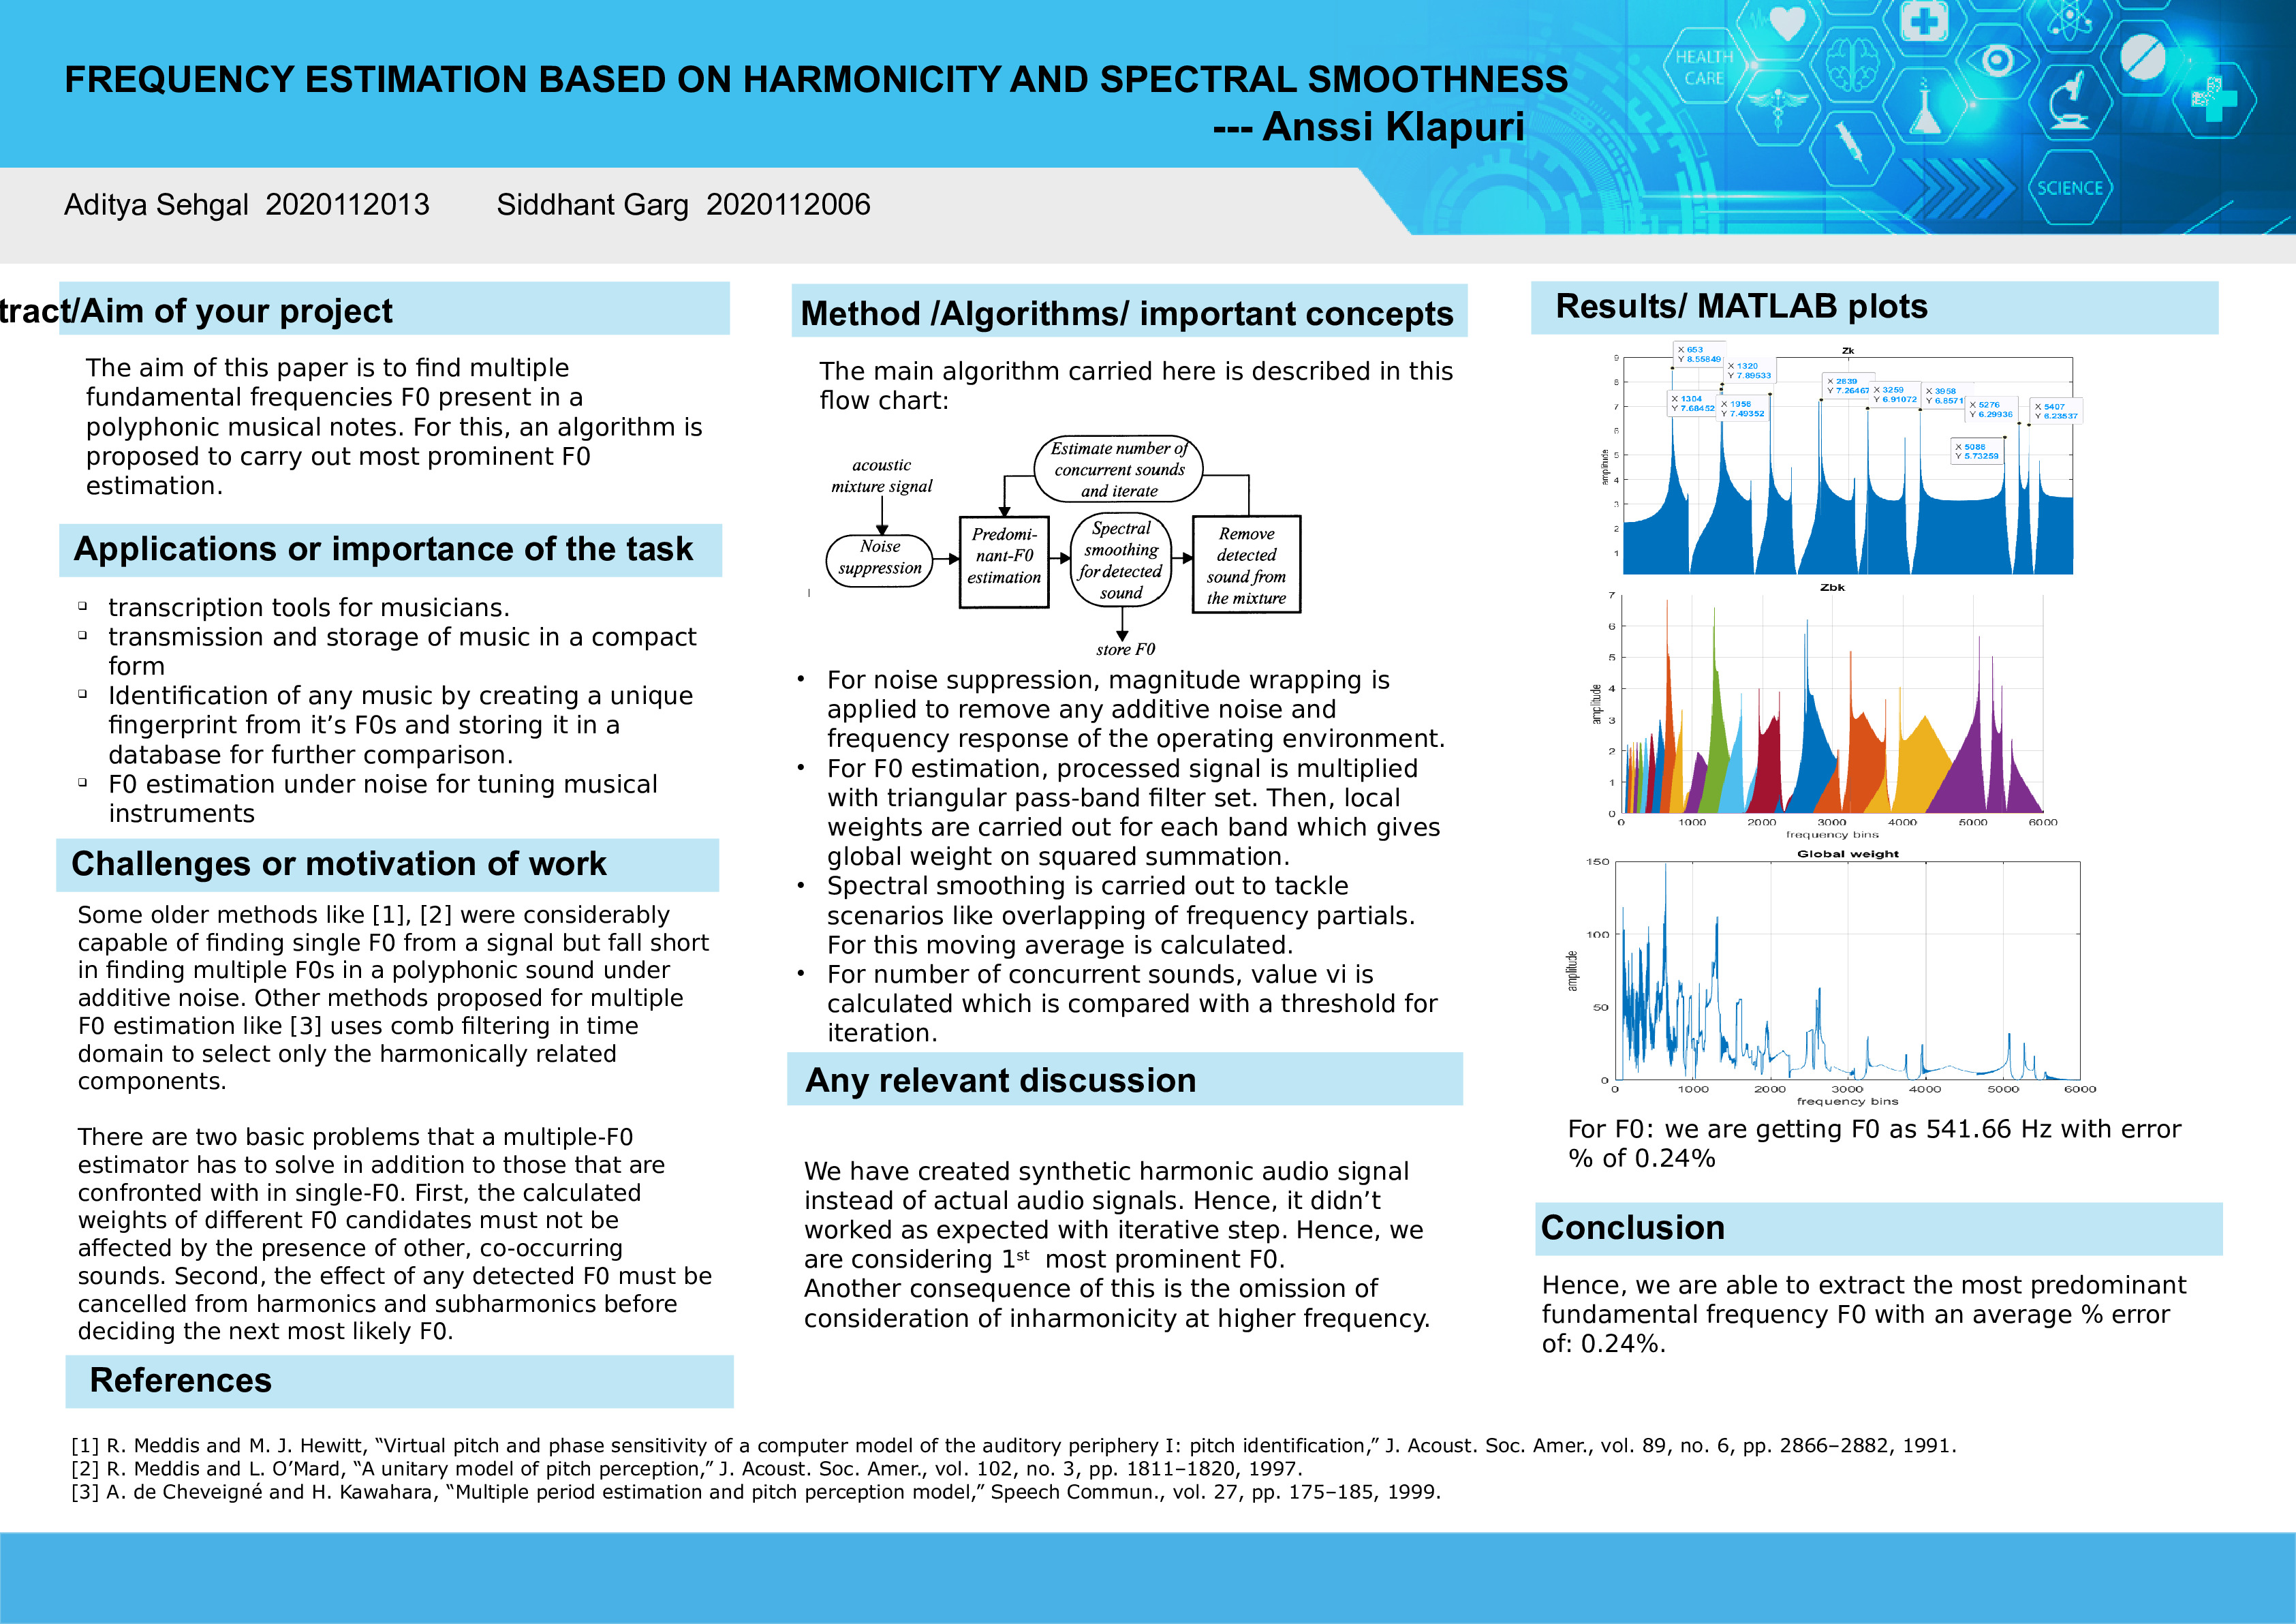 FREQUENCY ESTIMATION BASED ON HARMONICITY AND SPECTRAL SMOOTHNESS
--- Anssi Klapuri
HEALTH
CARE
SCIENCE
Aditya Sehgal 2020112013 Siddhant Garg 2020112006
tract/Aim of your project
The aim of this paper is to find multiple
fundamental frequencies F0 present in a
polyphonic musical notes. For this, an algorithm is
proposed to carry out most prominent F0
estimation.
Applications or importance of the task
❑ transcription tools for musicians.
❑ transmission and storage of music in a compact
form
❑ Identification of any music by creating a unique
fingerprint from it’s F0s and storing it in a
database for further comparison.
❑ F0 estimation under noise for tuning musical
instruments
Challenges or motivation of work
Some older methods like [1], [2] were considerably
capable of finding single F0 from a signal but fall short
in finding multiple F0s in a polyphonic sound under
additive noise. Other methods proposed for multiple
F0 estimation like [3] uses comb filtering in time
domain to select only the harmonically related
components.
There are two basic problems that a multiple-F0
estimator has to solve in addition to those that are
confronted with in single-F0. First, the calculated
weights of different F0 candidates must not be
affected by the presence of other, co-occurring
sounds. Second, the effect of any detected F0 must be
cancelled from harmonics and subharmonics before
deciding the next most likely F0.
Method /Algorithms/ important concepts
The main algorithm carried here is described in this
flow chart:
Estimate number of
concurrent sounds
and iterate
acoustic
mixture signal
Noise
suppression
Predomi-
nant-F0
estimation
Spectral
smoothing
for detected
sound
Remove
detected
sound from
the mixture
store F0
• For noise suppression, magnitude wrapping is
applied to remove any additive noise and
frequency response of the operating environment.
• For F0 estimation, processed signal is multiplied
with triangular pass-band filter set. Then, local
weights are carried out for each band which gives
global weight on squared summation.
• Spectral smoothing is carried out to tackle
scenarios like overlapping of frequency partials.
For this moving average is calculated.
• For number of concurrent sounds, value vi is
calculated which is compared with a threshold for
iteration.
Any relevant discussion
We have created synthetic harmonic audio signal
instead of actual audio signals. Hence, it didn’t
worked as expected with iterative step. Hence, we
are considering 1st most prominent F0.
Another consequence of this is the omission of
consideration of inharmonicity at higher frequency.
Results/ MATLAB plots
Zk
X 653
Y 8.55849
X 1320
Y 7.89533
X 1304
Y 7.68452
X 1956
Y 7.49352
X 2639
Y 7.26467
X 3259
Y 6.91072
X 3958
Y 6.8571
X 5276
Y 6.29936
X 5407
Y 6.23537
X 5086
Y 5.73259
amplitude
9
8
7
6
5
4
3
2
1
Zbk
amplitude
7
6
5
4
3
2
1
0
0 1000 2000 3000 4000 5000 6000
frequency bins
Global weight
amplitude
150
100
50
0
0 1000 2000 3000 4000 5000 6000
frequency bins
For F0: we are getting F0 as 541.66 Hz with error
% of 0.24%
Conclusion
Hence, we are able to extract the most predominant
fundamental frequency F0 with an average % error
of: 0.24%.
References
[1] R. Meddis and M. J. Hewitt, “Virtual pitch and phase sensitivity of a computer model of the auditory periphery I: pitch identification,” J. Acoust. Soc. Amer., vol. 89, no. 6, pp. 2866–2882, 1991.
[2] R. Meddis and L. O’Mard, “A unitary model of pitch perception,” J. Acoust. Soc. Amer., vol. 102, no. 3, pp. 1811–1820, 1997.
[3] A. de Cheveigné and H. Kawahara, “Multiple period estimation and pitch perception model,” Speech Commun., vol. 27, pp. 175–185, 1999.